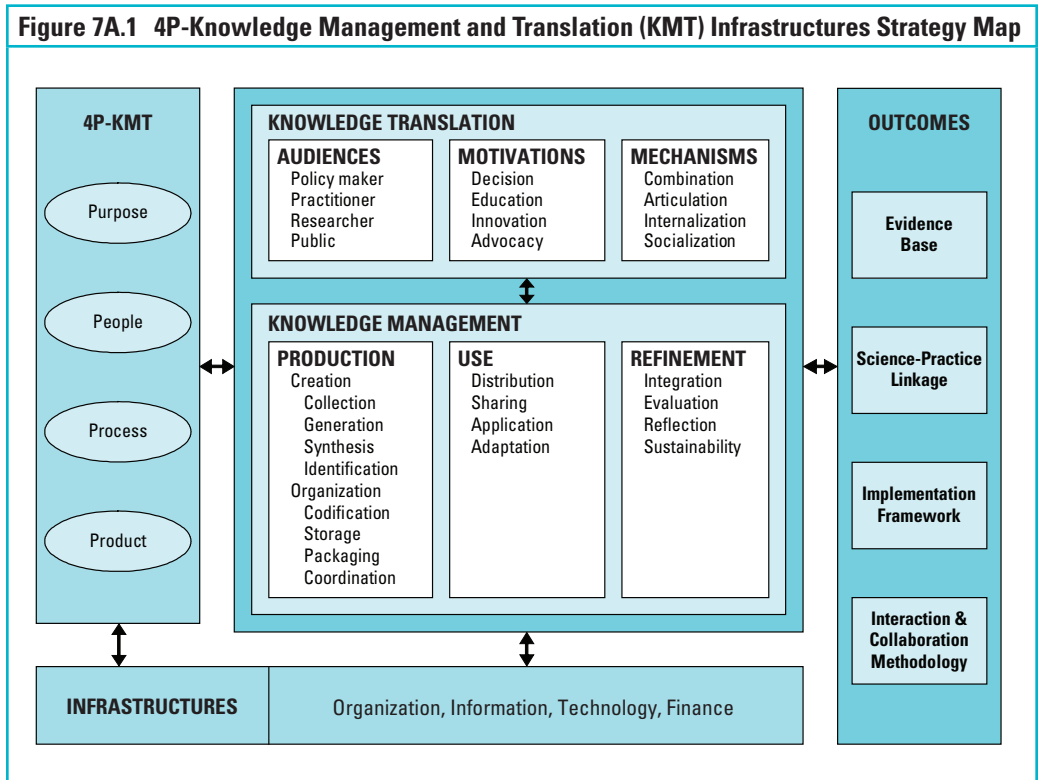 Figure 7A.1 4P-Knowledge Management and Translation (KMT) Infrastructures Strategy Map
4P-KMT
Purpose
People
Process
Product
KNOWLEDGE TRANSLATION
AUDIENCES
Policy maker
Practitioner
Researcher
Public
MOTIVATIONS
Decision
Education
Innovation
Advocacy
MECHANISMS
Combination
Articulation
Internalization
Socialization
KNOWLEDGE MANAGEMENT
PRODUCTION
Creation
Collection
Generation
Synthesis
Identification
Organization
Codification
Storage
Packaging
Coordination
USE
Distribution
Sharing
Application
Adaptation
REFINEMENT
Integration
Evaluation
Reflection
Sustainability
OUTCOMES
Evidence
Base
Science-Practice
Linkage
Implementation
Framework
Interaction &
Collaboration
Methodology
INFRASTRUCTURES
Organization, Information, Technology, Finance